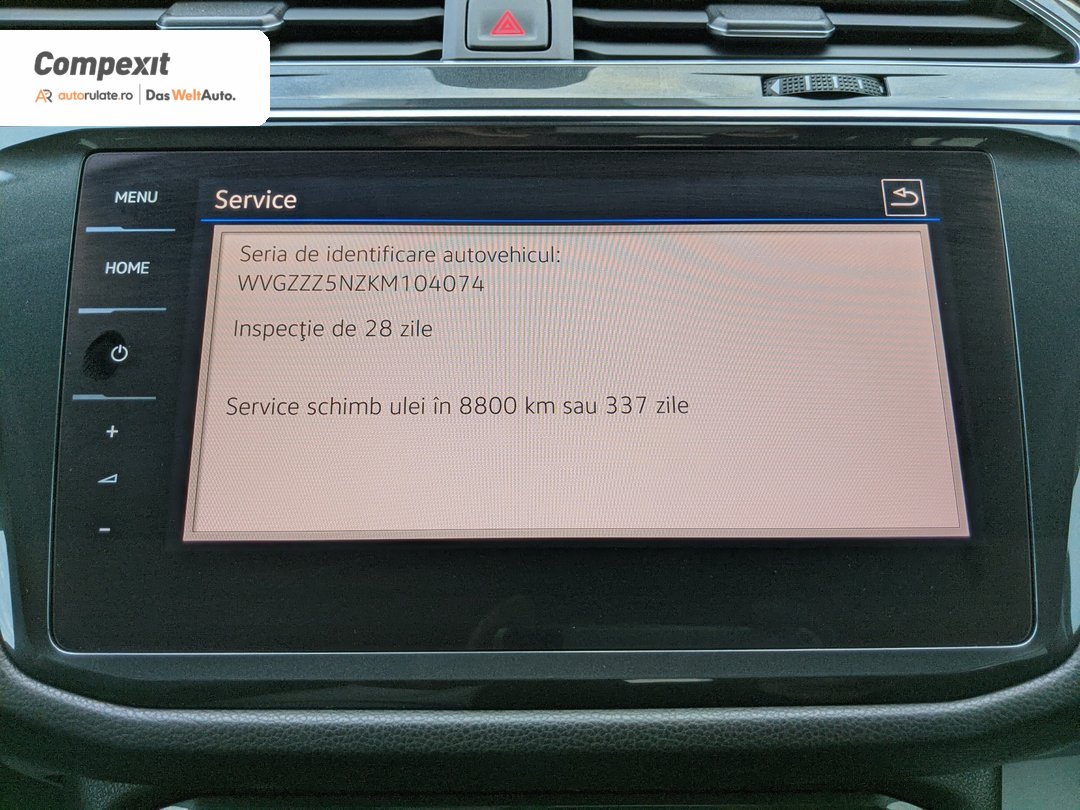 Compexit
AR autorulate.ro | Das WeltAuto.
MENU
Service
HOME
Seria de identificare autovehicul:
WVGZZZ5NZKM104074
Inspecţie de 28 zile
Service schimb ulei în 8800 km sau 337 zile
+
-